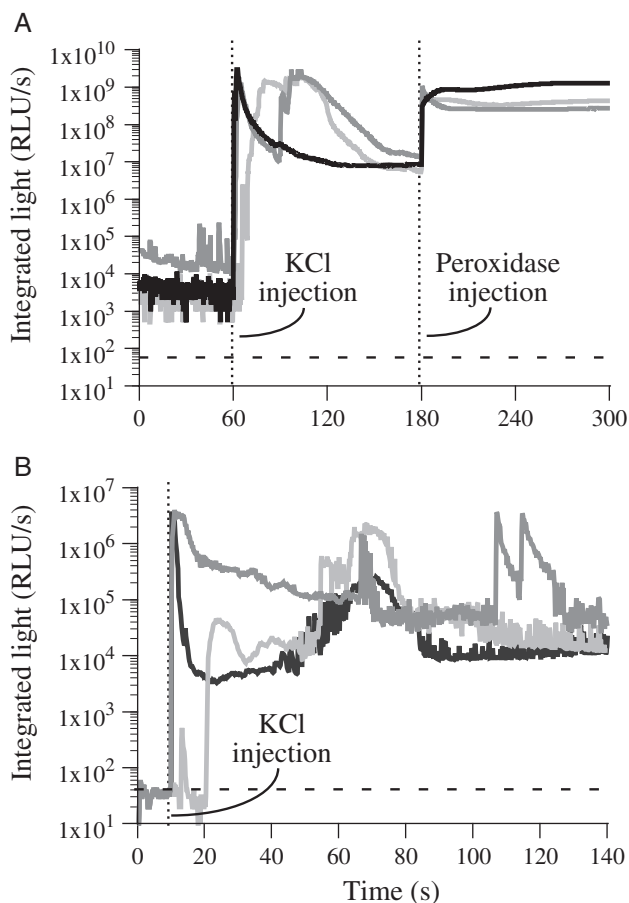 A
Integrated light (RLU/s)
1x10^10
1x10^9
1x10^8
1x10^7
1x10^6
1x10^5
1x10^4
1x10^3
1x10^2
1x10^1
KCl
injection
Peroxidase
injection
0 60 120 180 240 300
B
Integrated light (RLU/s)
1x10^7
1x10^6
1x10^5
1x10^4
1x10^3
1x10^2
1x10^1
KCl
injection
0 20 40 60 80 100 120 140
Time (s)